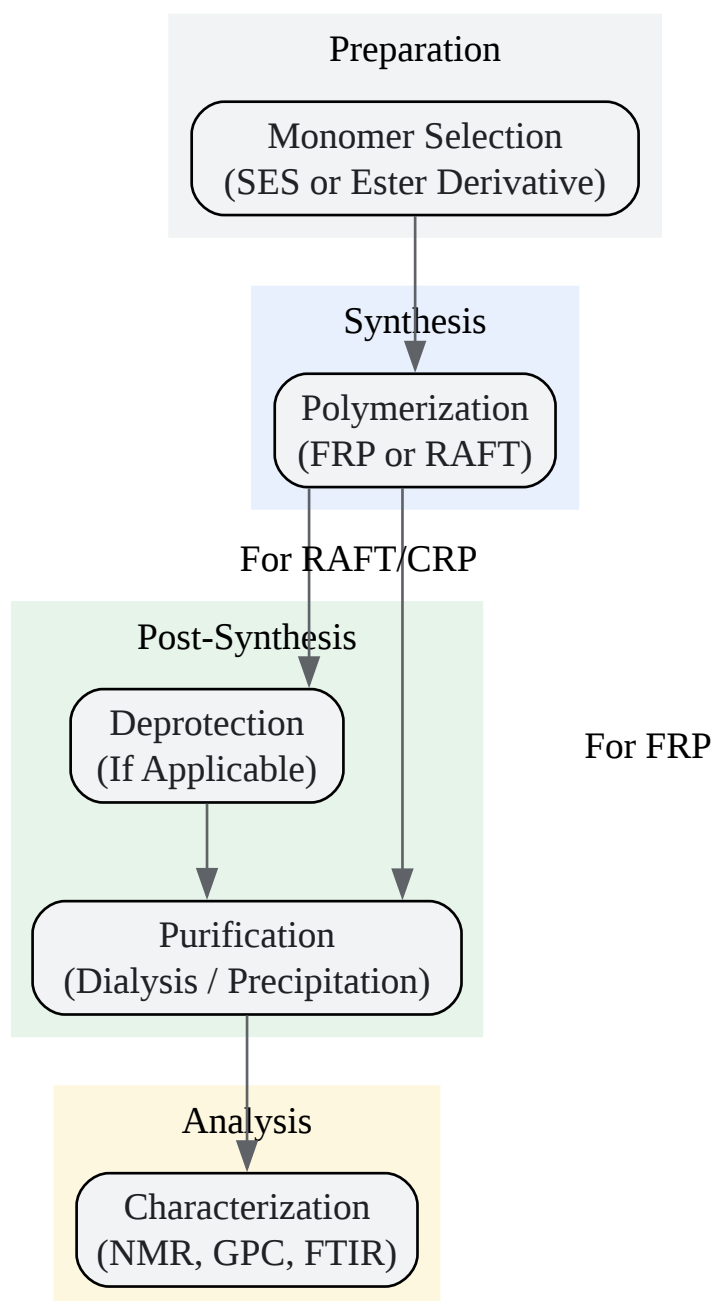 Preparation
Monomer Selection
(SES or Ester Derivative)
Synthesis
Polymerization
(FRP or RAFT)
For RAFT/CRP
Post-Synthesis
Deprotection
(If Applicable)
For FRP
Purification
(Dialysis / Precipitation)
Analysis
Characterization
(NMR, GPC, FTIR)